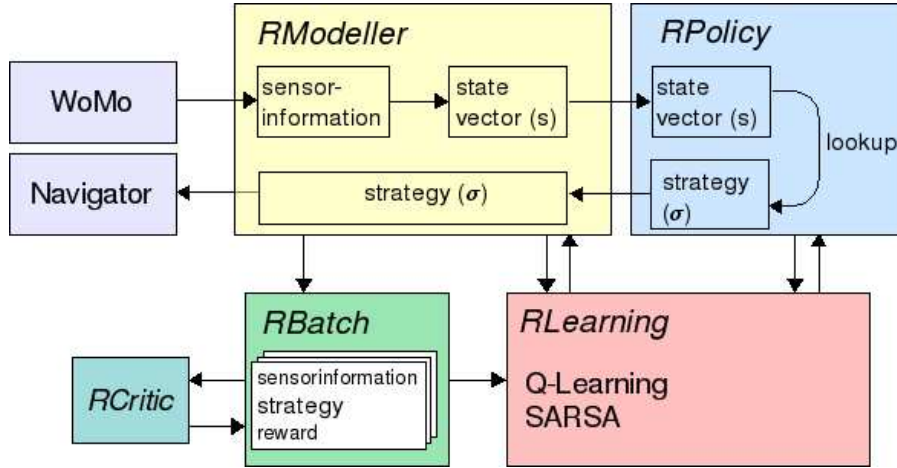 RModeller
RPolicy
WoMo
sensor-
information
state
vector (s)
state
vector (s)
lookup
Navigator
strategy (σ)
strategy
(σ)
RBatch
RLearning
RCritic
sensorinformation
strategy
reward
Q-Learning
SARSA